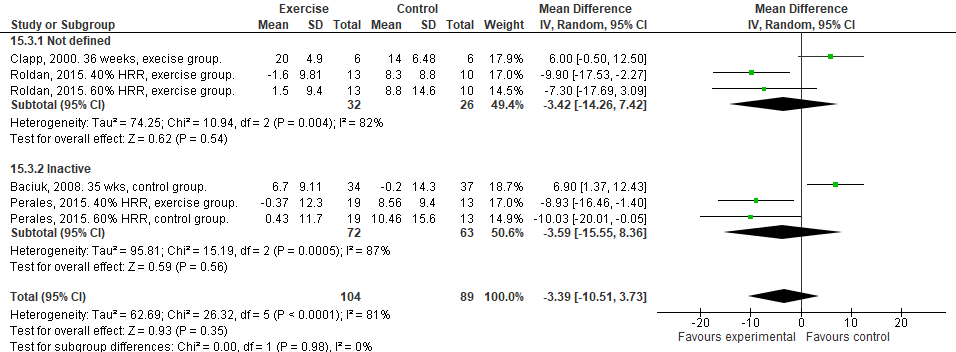 Exercise Control Mean Difference Mean Difference
Study or Subgroup Mean SD Total Mean SD Total Weight IV, Random, 95% CI IV, Random, 95% CI
15.3.1 Not defined
Clapp, 2000. 36 weeks, execise group. 20 4.9 6 14 6.48 6 17.9% 6.00 [-0.50, 12.50]
Roldan, 2015. 40% HRR, exercise group. -1.6 9.81 13 8.3 8.8 10 17.0% -9.90 [-17.53, -2.27]
Roldan, 2015. 60% HRR, exercise group. 1.5 9.4 13 8.8 14.6 10 14.5% -7.30 [-17.69, 3.09]
Subtotal (95% CI) 32 26 49.4% -3.42 [-14.26, 7.42]
Heterogeneity: Tau² = 74.25; Chi² = 10.94, df = 2 (P = 0.004); I² = 82%
Test for overall effect: Z = 0.62 (P = 0.54)
15.3.2 Inactive
Baciuk, 2008. 35 wks, control group. 6.7 9.11 34 -0.2 14.3 37 18.7% 6.90 [1.37, 12.43]
Perales, 2015. 40% HRR, exercise group. -0.37 12.3 19 8.56 9.4 13 17.0% -8.93 [-16.46, -1.40]
Perales, 2015. 60% HRR, control group. 0.43 11.7 19 10.46 15.6 13 14.9% -10.03 [-20.01, -0.05]
Subtotal (95% CI) 72 63 50.6% -3.59 [-15.55, 8.36]
Heterogeneity: Tau² = 95.81; Chi² = 15.19, df = 2 (P = 0.0005); I² = 87%
Test for overall effect: Z = 0.59 (P = 0.56)
Total (95% CI) 104 89 100.0% -3.39 [-10.51, 3.73]
Heterogeneity: Tau² = 62.69; Chi² = 26.32, df = 5 (P < 0.0001); I² = 81%
Test for overall effect: Z = 0.93 (P = 0.35)
Test for subgroup differences: Chi² = 0.00, df = 1 (P = 0.98), I² = 0%
-20 -10 0 10 20
Favours experimental Favours control